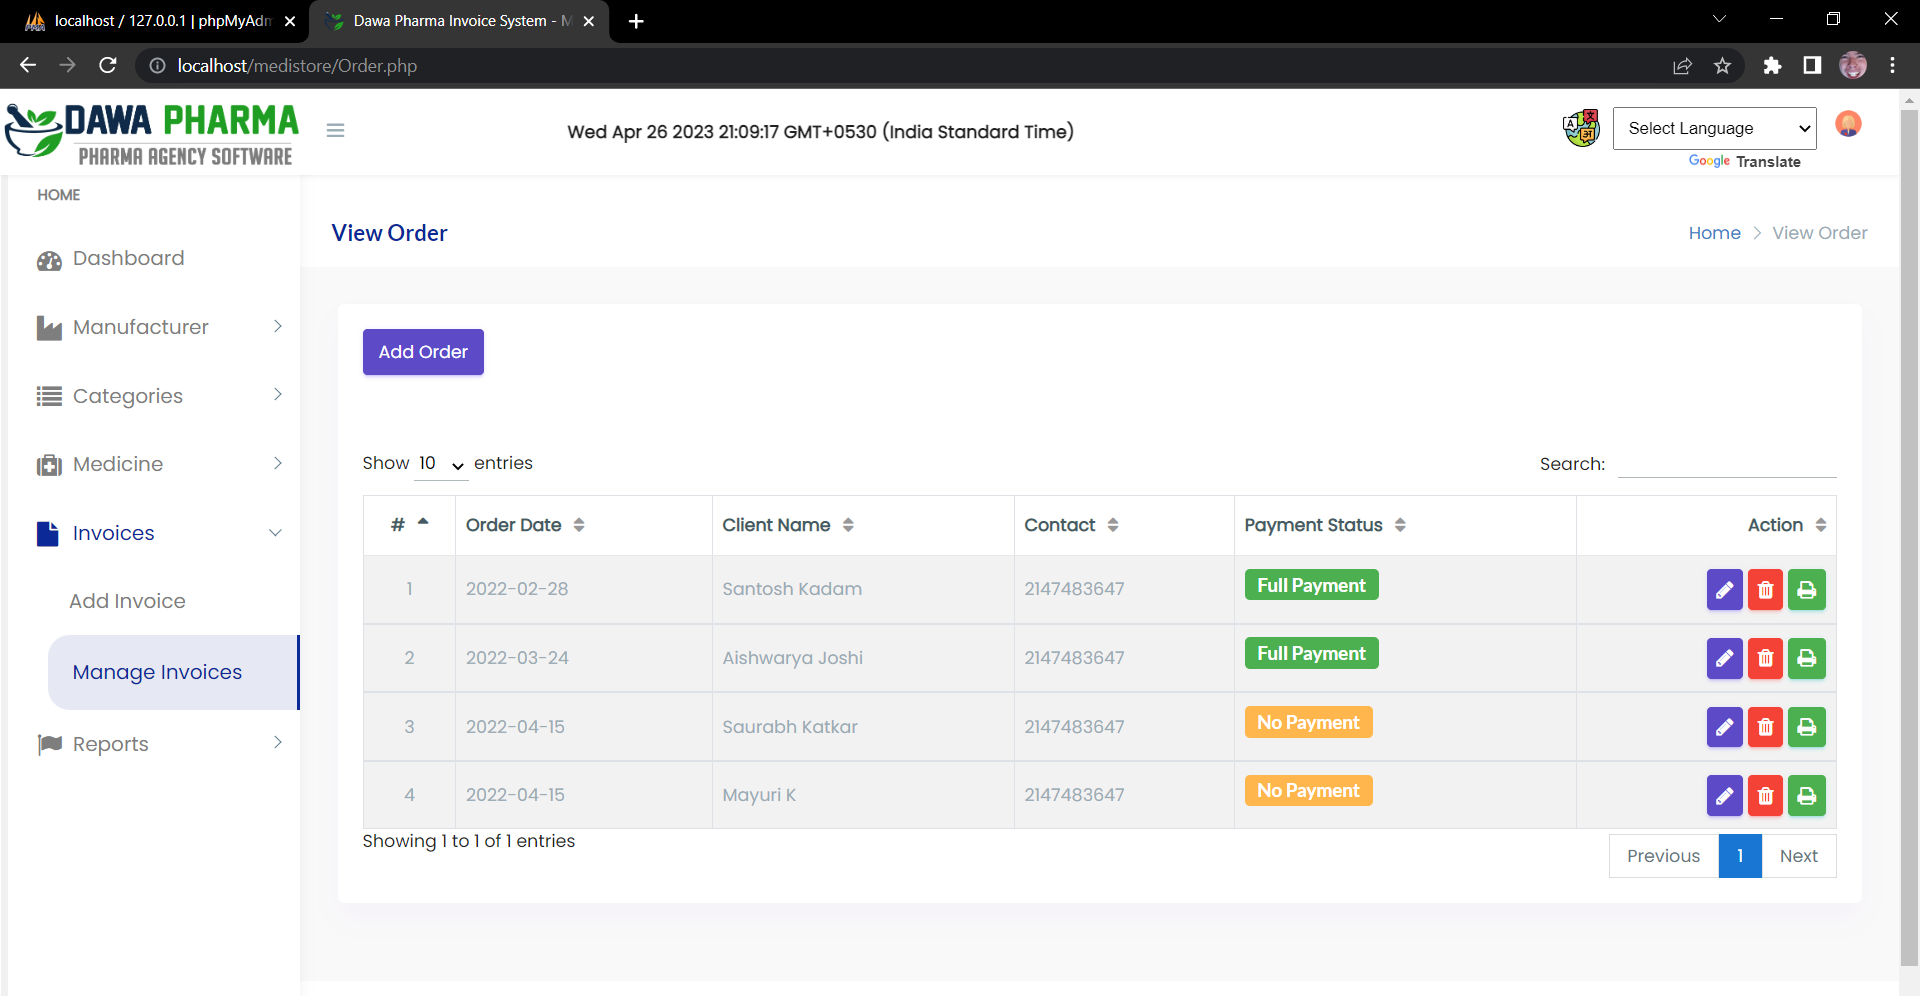 localhost / 127.0.0.1 | phpMyAdm
Dawa Pharma Invoice System - M
localhost/medistore/Order.php
DAWA PHARMA
PHARMA AGENCY SOFTWARE
Wed Apr 26 2023 21:09:17 GMT+0530 (India Standard Time)
Select Language
Google Translate
HOME
Dashboard
Manufacturer
Categories
Medicine
Invoices
Add Invoice
Manage Invoices
Reports
View Order
Home > View Order
Add Order
Show 10 entries
Search:
# Order Date Client Name Contact Payment Status Action
1 2022-02-28 Santosh Kadam 2147483647 Full Payment
2 2022-03-24 Aishwarya Joshi 2147483647 Full Payment
3 2022-04-15 Saurabh Katkar 2147483647 No Payment
4 2022-04-15 Mayuri K 2147483647 No Payment
Showing 1 to 1 of 1 entries
Previous 1 Next